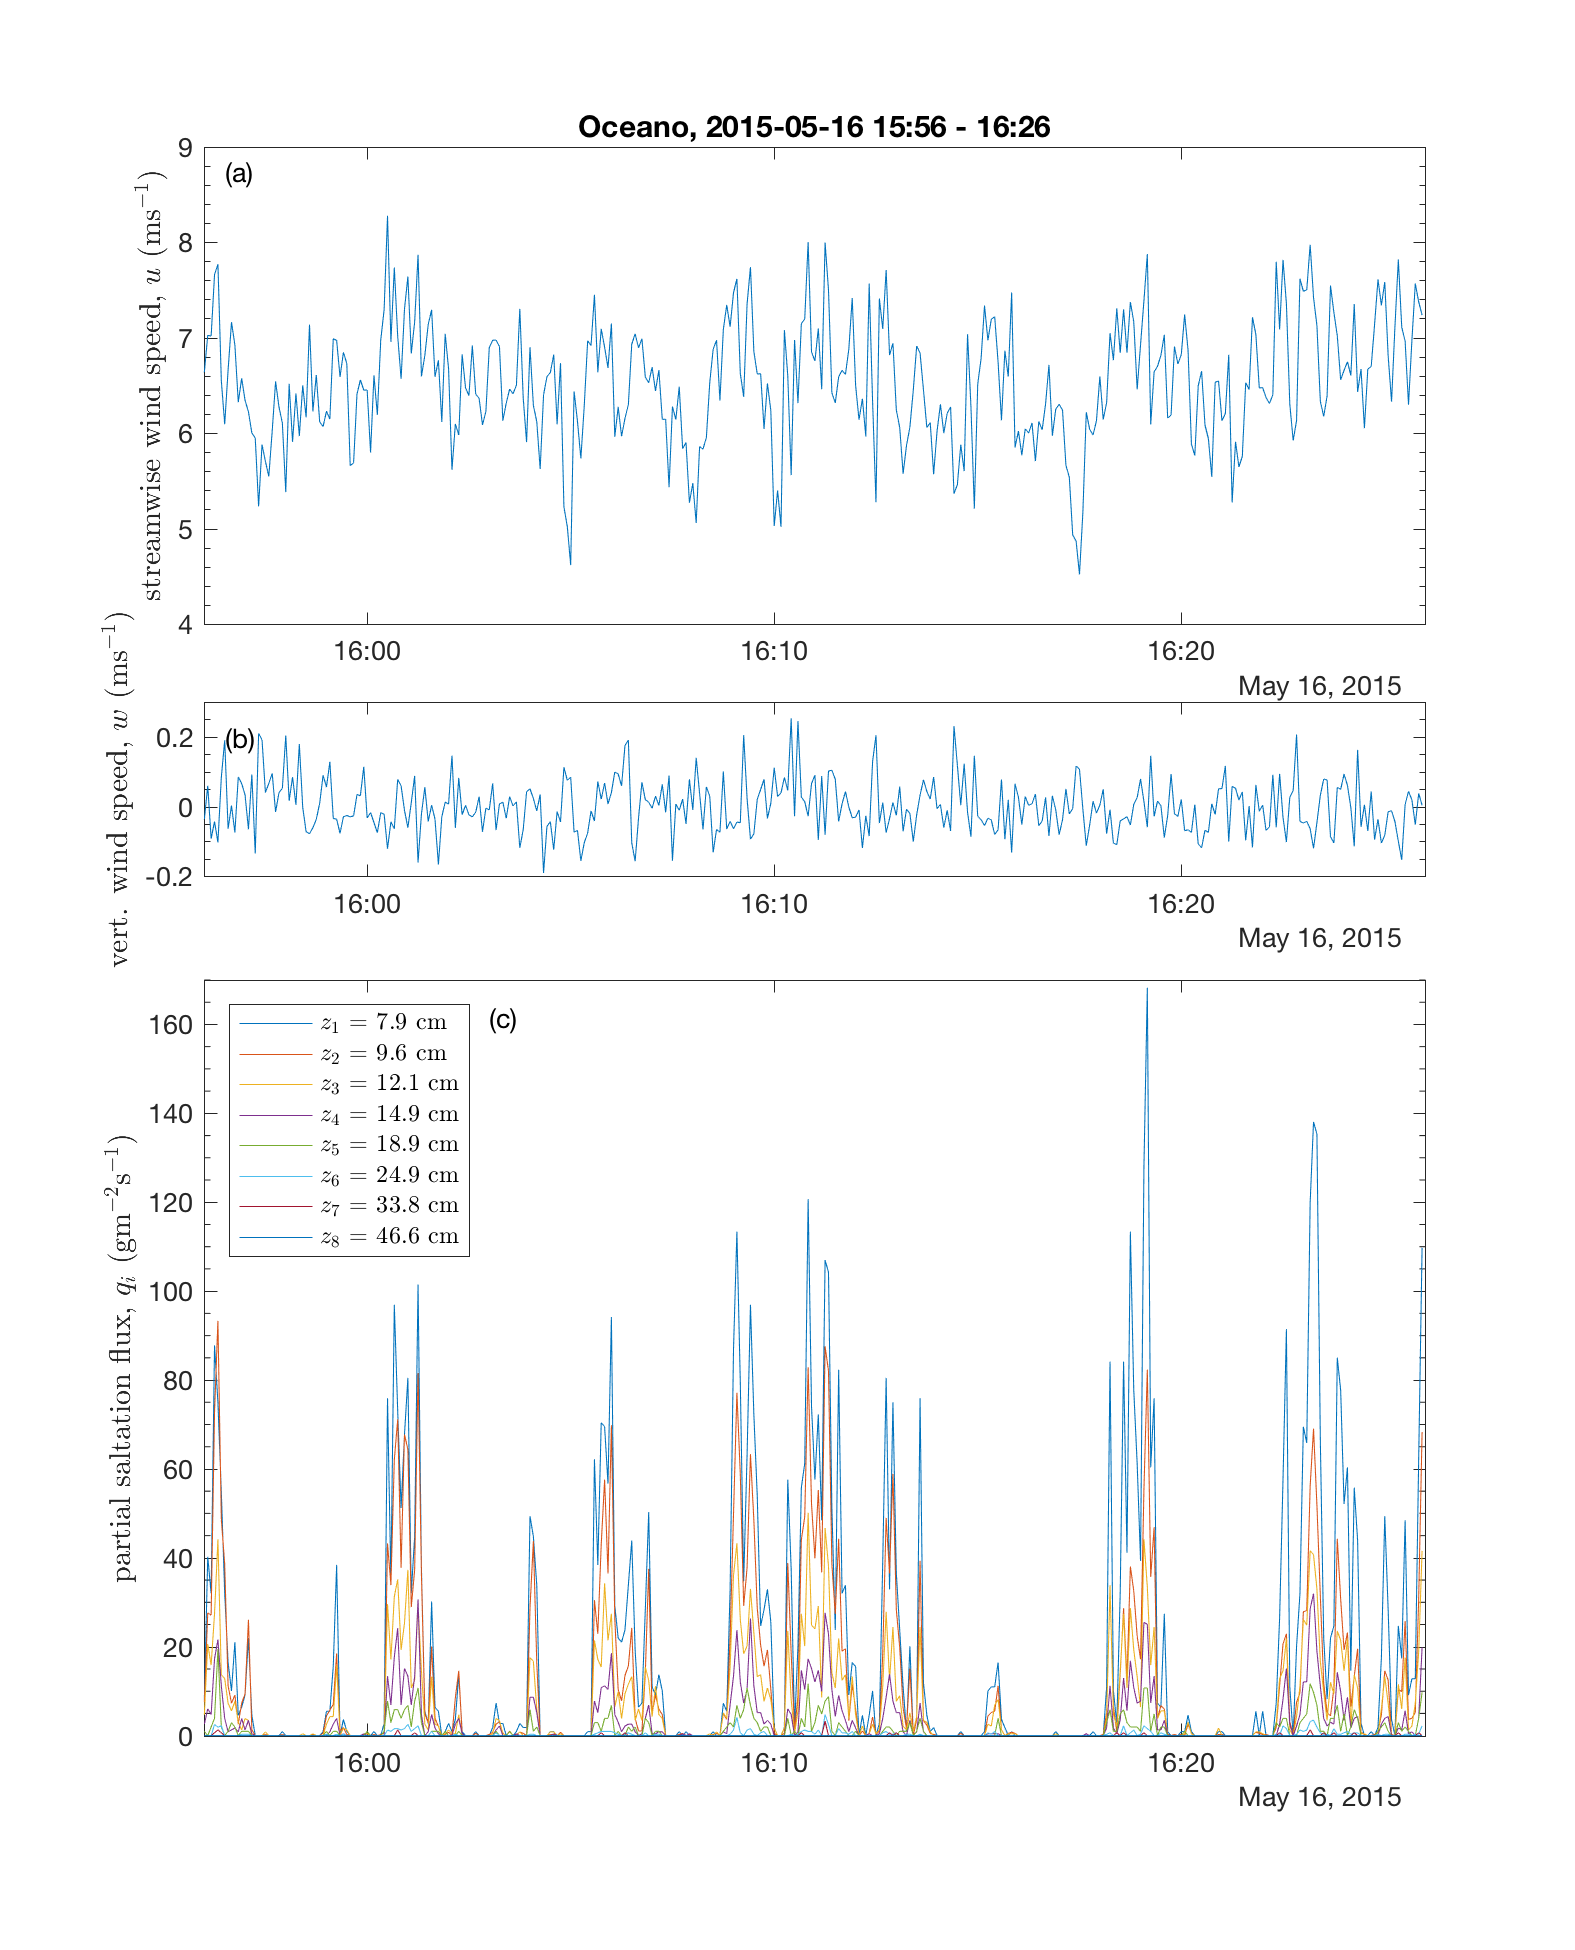 Oceano, 2015-05-16 15:56 - 16:26
(a)
streamwise wind speed, u (ms⁻¹)
9
8
7
6
5
4
16:00 16:10 16:20
May 16, 2015
(b)
vert. wind speed, w (ms⁻¹)
0.2
0
-0.2
16:00 16:10 16:20
May 16, 2015
(c)
partial saltation flux, qᵢ (gm⁻²s⁻¹)
160
140
120
100
80
60
40
20
0
z₁ = 7.9 cm
z₂ = 9.6 cm
z₃ = 12.1 cm
z₄ = 14.9 cm
z₅ = 18.9 cm
z₆ = 24.9 cm
z₇ = 33.8 cm
z₈ = 46.6 cm
16:00 16:10 16:20
May 16, 2015